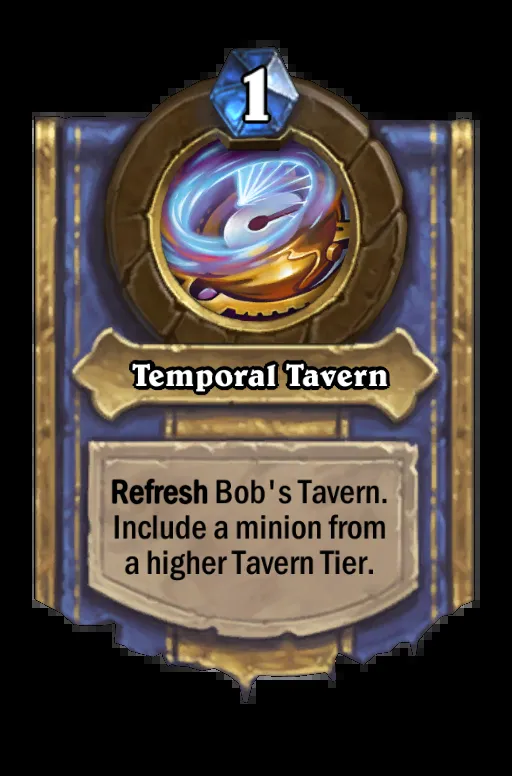 1
Temporal Tavern
Refresh Bob's Tavern.
Include a minion from
a higher Tavern Tier.